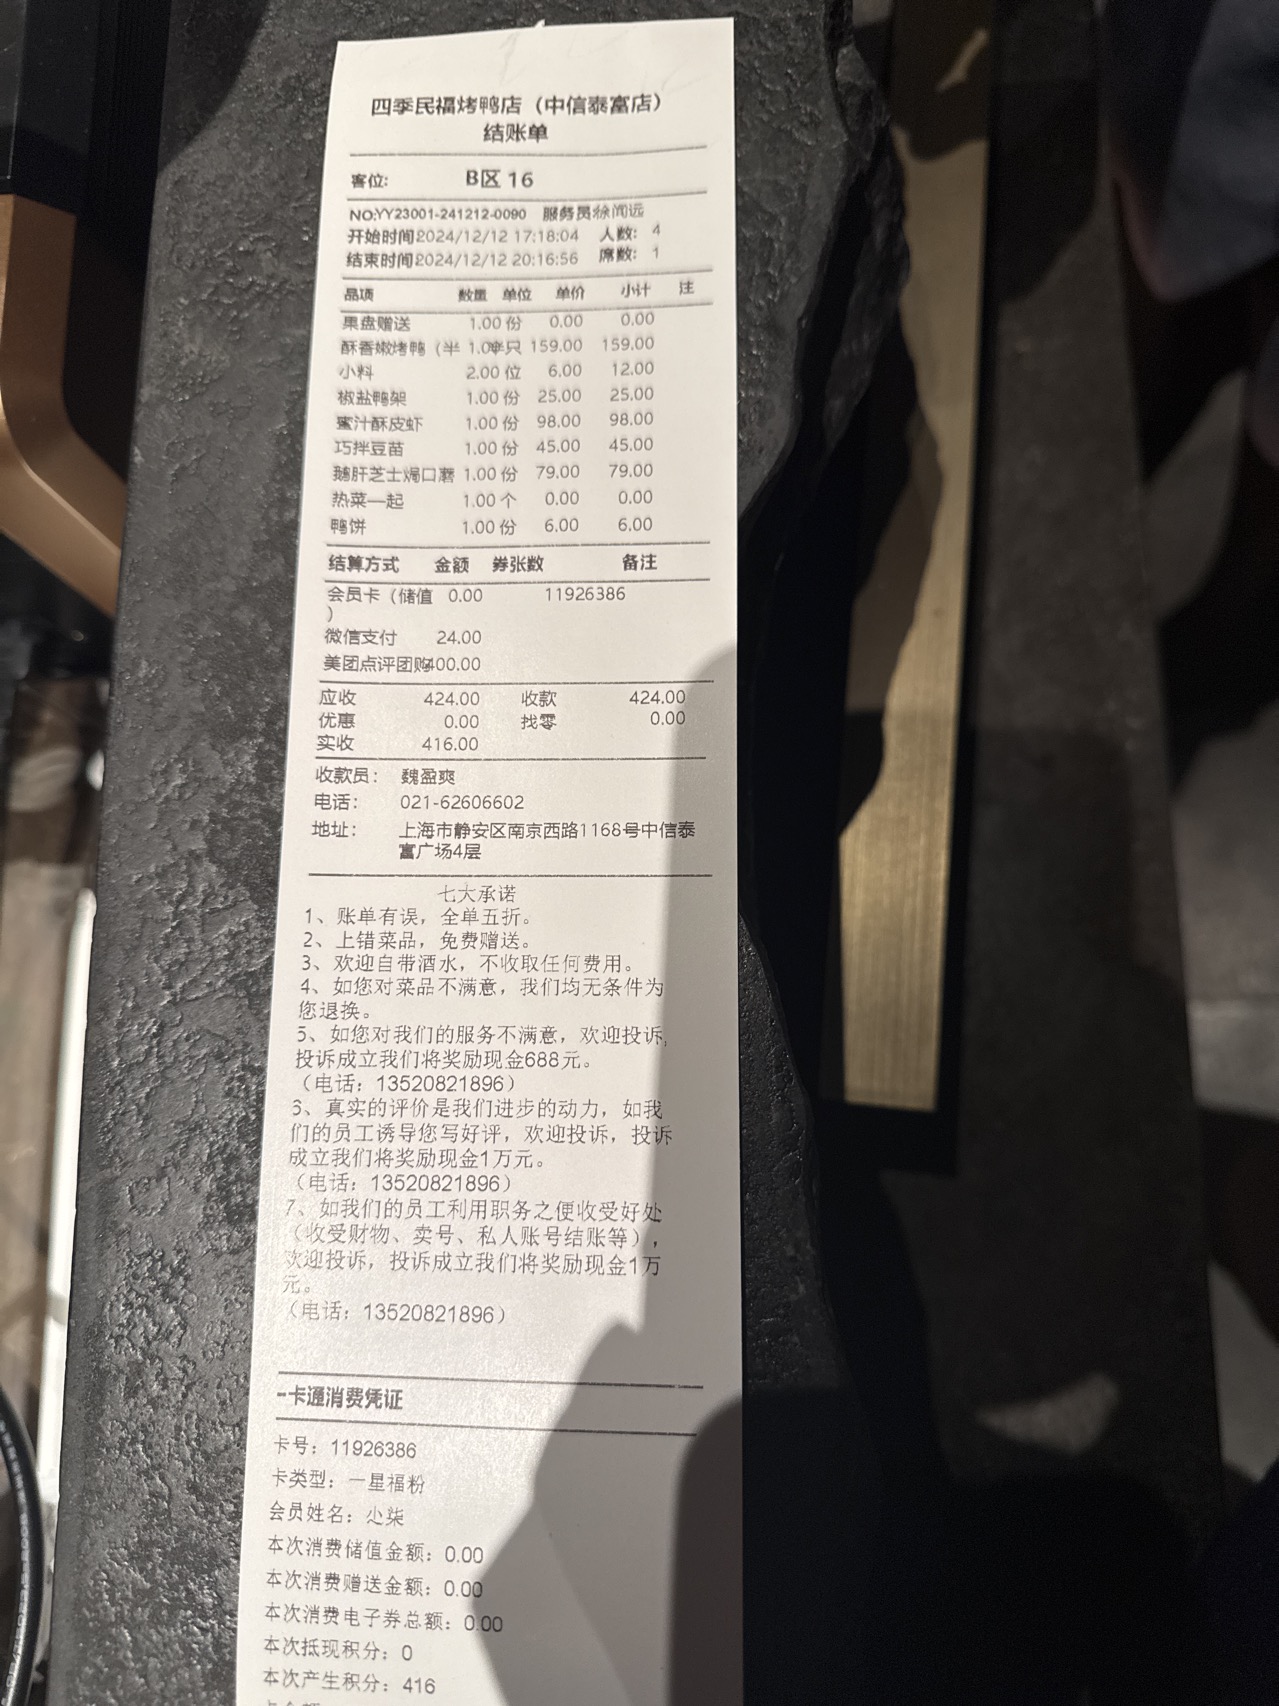 四季民福烤鸭店（中信泰富店）
结账单
客位: B区 16
NO:YY23001-241212-0090 服务员:徐闻远
开始时间2024/12/12 17:18:04 人数: 4
结束时间2024/12/12 20:16:56 席数: 1
品项 数量 单位 单价 小计 注
果盘赠送 1.00 份 0.00 0.00
酥香嫩烤鸭（半 1.00半只 159.00 159.00
小料 2.00 位 6.00 12.00
椒盐鸭架 1.00 份 25.00 25.00
蜜汁酥皮虾 1.00 份 98.00 98.00
巧拌豆苗 1.00 份 45.00 45.00
鹅肝芝士焗口蘑 1.00 份 79.00 79.00
热菜一起 1.00 个 0.00 0.00
鸭饼 1.00 份 6.00 6.00
结算方式 金额 券张数 备注
会员卡（储值 0.00 11926386
）
微信支付 24.00
美团点评团购400.00
应收 424.00 收款 424.00
优惠 0.00 找零 0.00
实收 416.00
收款员: 魏盈爽
电话: 021-62606602
地址: 上海市静安区南京西路1168号中信泰
富广场4层
七大承诺
1、账单有误，全单五折。
2、上错菜品，免费赠送。
3、欢迎自带酒水，不收取任何费用。
4、如您对菜品不满意，我们均无条件为
您退换。
5、如您对我们的服务不满意，欢迎投诉,
投诉成立我们将奖励现金688元。
（电话：13520821896）
6、真实的评价是我们进步的动力，如我
们的员工诱导您写好评，欢迎投诉，投诉
成立我们将奖励现金1万元。
（电话：13520821896）
7、如我们的员工利用职务之便收受好处
（收受财物、卖号、私人账号结账等），
欢迎投诉，投诉成立我们将奖励现金1万
元。
（电话：13520821896）
一卡通消费凭证
卡号：11926386
卡类型：一星福粉
会员姓名：小柒
本次消费储值金额：0.00
本次消费赠送金额：0.00
本次消费电子券总额：0.00
本次抵现积分：0
本次产生积分：416